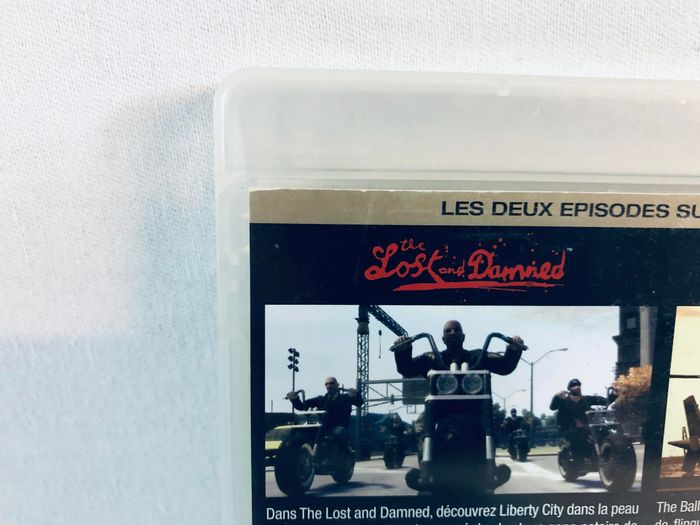 LES DEUX EPISODES SU
the
Lost and Damned™
Dans The Lost and Damned, découvrez Liberty City dans la peau
The Ball